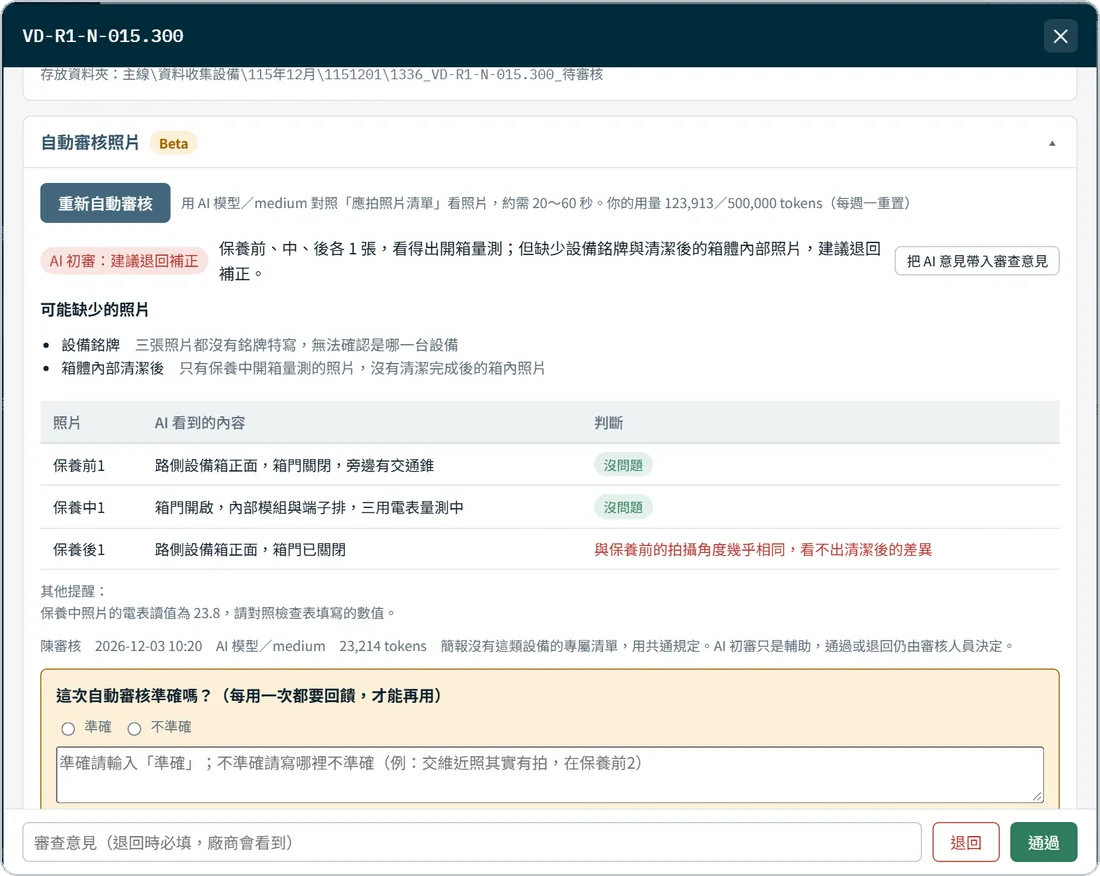 VD-R1-N-015.300
存放資料夾：主線\資料收集設備\115年12月\1151201\1336_VD-R1-N-015.300_待審核
自動審核照片 Beta
重新自動審核 用 AI 模型／medium 對照「應拍照片清單」看照片，約需 20～60 秒。你的用量 123,913／500,000 tokens（每週一重置）
AI 初審：建議退回補正 保養前、中、後各 1 張，看得出開箱量測；但缺少設備銘牌與清潔後的箱體內部照片，建議退回
補正。
把 AI 意見帶入審查意見
可能缺少的照片
設備銘牌 三張照片都沒有銘牌特寫，無法確認是哪一台設備
箱體內部清潔後 只有保養中開箱量測的照片，沒有清潔完成後的箱內照片
照片 AI 看到的內容 判斷
保養前1 路側設備箱正面，箱門關閉，旁邊有交通錐 沒問題
保養中1 箱門開啟，內部模組與端子排，三用電表量測中 沒問題
保養後1 路側設備箱正面，箱門已關閉 與保養前的拍攝角度幾乎相同，看不出清潔後的差異
其他提醒：
保養中照片的電表讀值為 23.8，請對照檢查表填寫的數值。
陳審核 2026-12-03 10:20 AI 模型／medium 23,214 tokens 簡報沒有這類設備的專屬清單，用共通規定。AI 初審只是輔助，通過或退回仍由審核人員決定。
這次自動審核準確嗎？（每用一次都要回饋，才能再用）
準確 不準確
準確請輸入「準確」；不準確請寫哪裡不準確（例：交維近照其實有拍，在保養前2）
審查意見（退回時必填，廠商會看到） 退回 通過